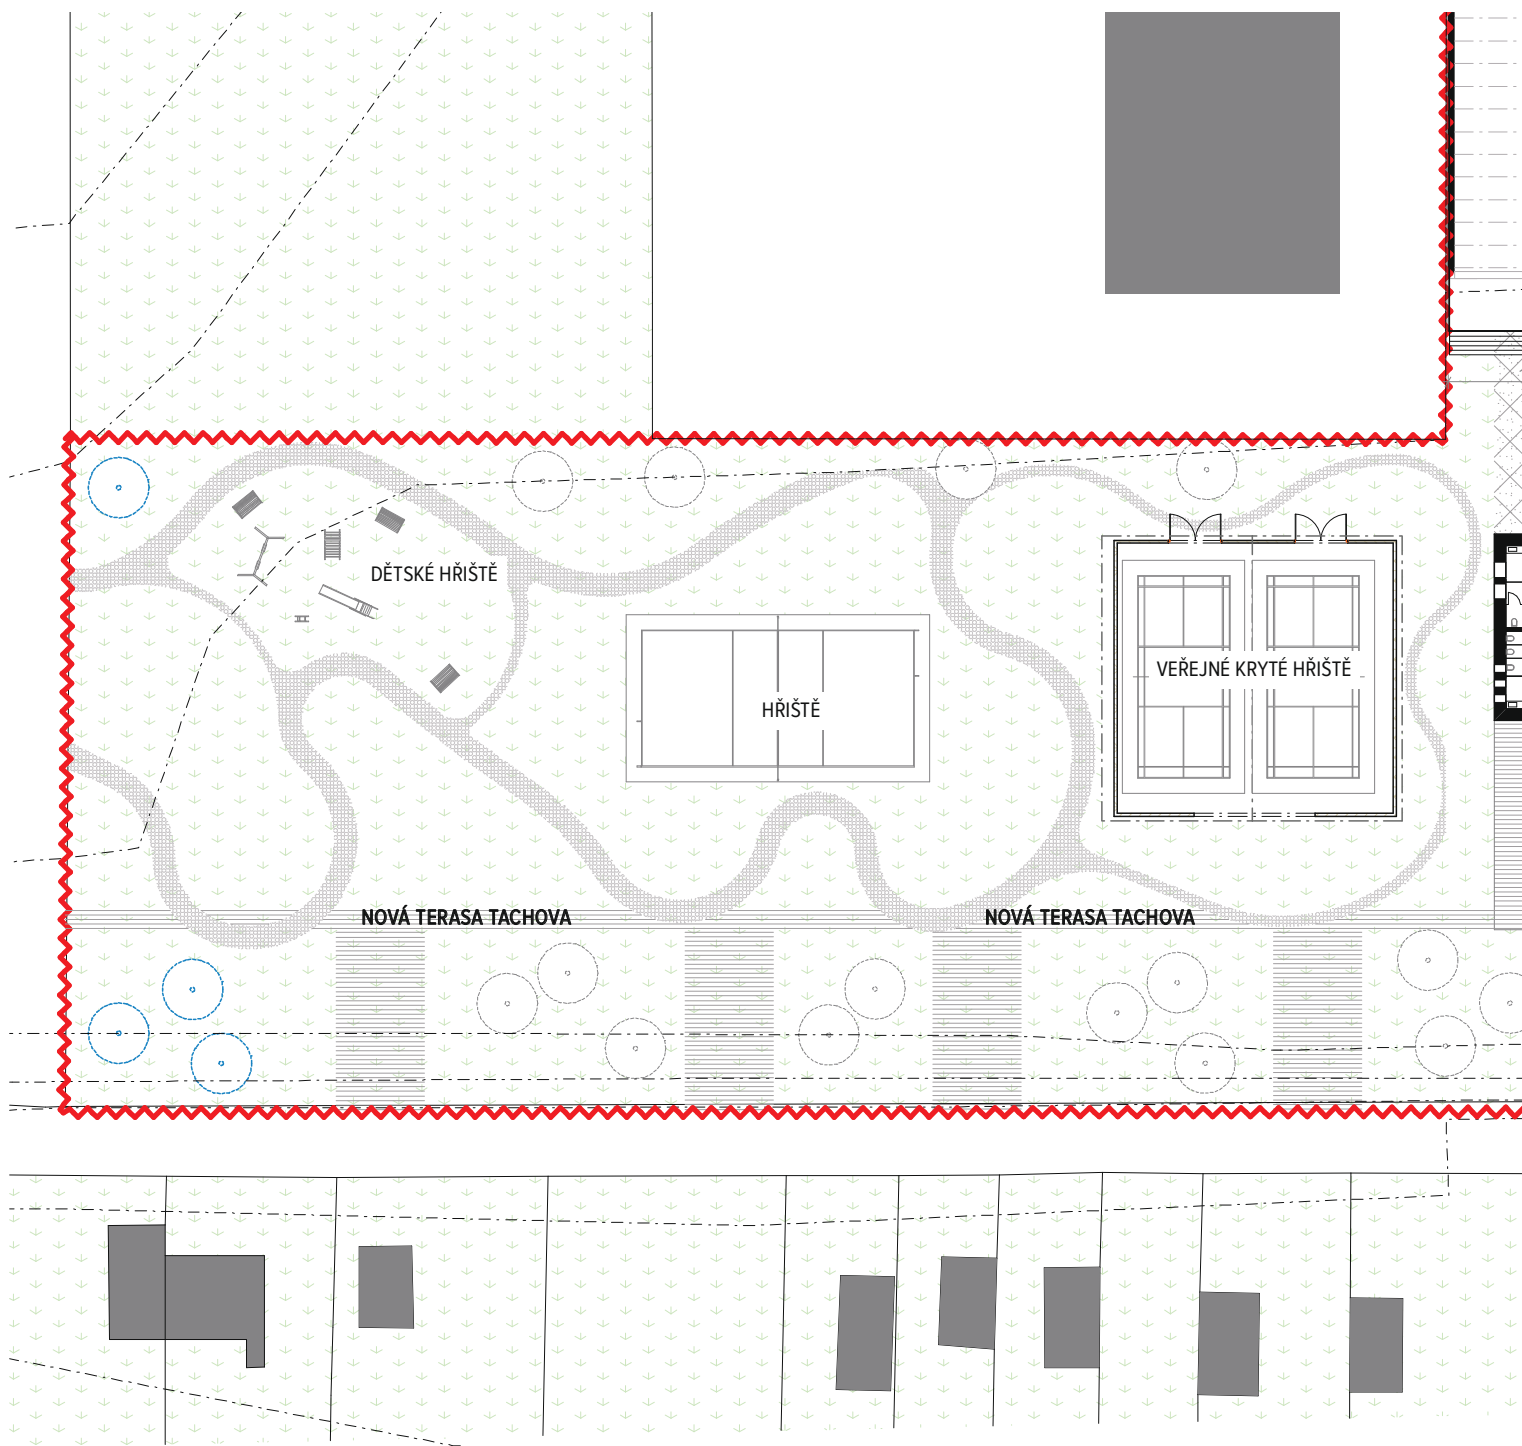 DĚTSKÉ HŘIŠTĚ
VEŘEJNÉ KRYTÉ HŘIŠTĚ
HŘIŠTĚ
NOVÁ TERASA TACHOVA
NOVÁ TERASA TACHOVA